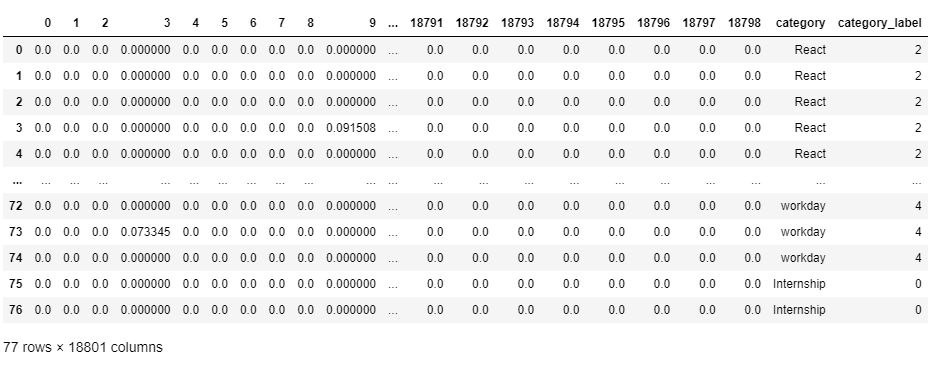 0 1 2 3 4 5 6 7 8 9 ... 18791 18792 18793 18794 18795 18796 18797 18798 category category_label
0 0.0 0.0 0.0 0.000000 0.0 0.0 0.0 0.0 0.0 0.000000 ... 0.0 0.0 0.0 0.0 0.0 0.0 0.0 0.0 React 2
1 0.0 0.0 0.0 0.000000 0.0 0.0 0.0 0.0 0.0 0.000000 ... 0.0 0.0 0.0 0.0 0.0 0.0 0.0 0.0 React 2
2 0.0 0.0 0.0 0.000000 0.0 0.0 0.0 0.0 0.0 0.000000 ... 0.0 0.0 0.0 0.0 0.0 0.0 0.0 0.0 React 2
3 0.0 0.0 0.0 0.000000 0.0 0.0 0.0 0.0 0.0 0.091508 ... 0.0 0.0 0.0 0.0 0.0 0.0 0.0 0.0 React 2
4 0.0 0.0 0.0 0.000000 0.0 0.0 0.0 0.0 0.0 0.000000 ... 0.0 0.0 0.0 0.0 0.0 0.0 0.0 0.0 React 2
... ... ... ... ... ... ... ... ... ... ... ... ... ... ... ... ... ... ... ... ... ...
72 0.0 0.0 0.0 0.000000 0.0 0.0 0.0 0.0 0.0 0.000000 ... 0.0 0.0 0.0 0.0 0.0 0.0 0.0 0.0 workday 4
73 0.0 0.0 0.0 0.073345 0.0 0.0 0.0 0.0 0.0 0.000000 ... 0.0 0.0 0.0 0.0 0.0 0.0 0.0 0.0 workday 4
74 0.0 0.0 0.0 0.000000 0.0 0.0 0.0 0.0 0.0 0.000000 ... 0.0 0.0 0.0 0.0 0.0 0.0 0.0 0.0 workday 4
75 0.0 0.0 0.0 0.000000 0.0 0.0 0.0 0.0 0.0 0.000000 ... 0.0 0.0 0.0 0.0 0.0 0.0 0.0 0.0 Internship 0
76 0.0 0.0 0.0 0.000000 0.0 0.0 0.0 0.0 0.0 0.000000 ... 0.0 0.0 0.0 0.0 0.0 0.0 0.0 0.0 Internship 0
77 rows × 18801 columns